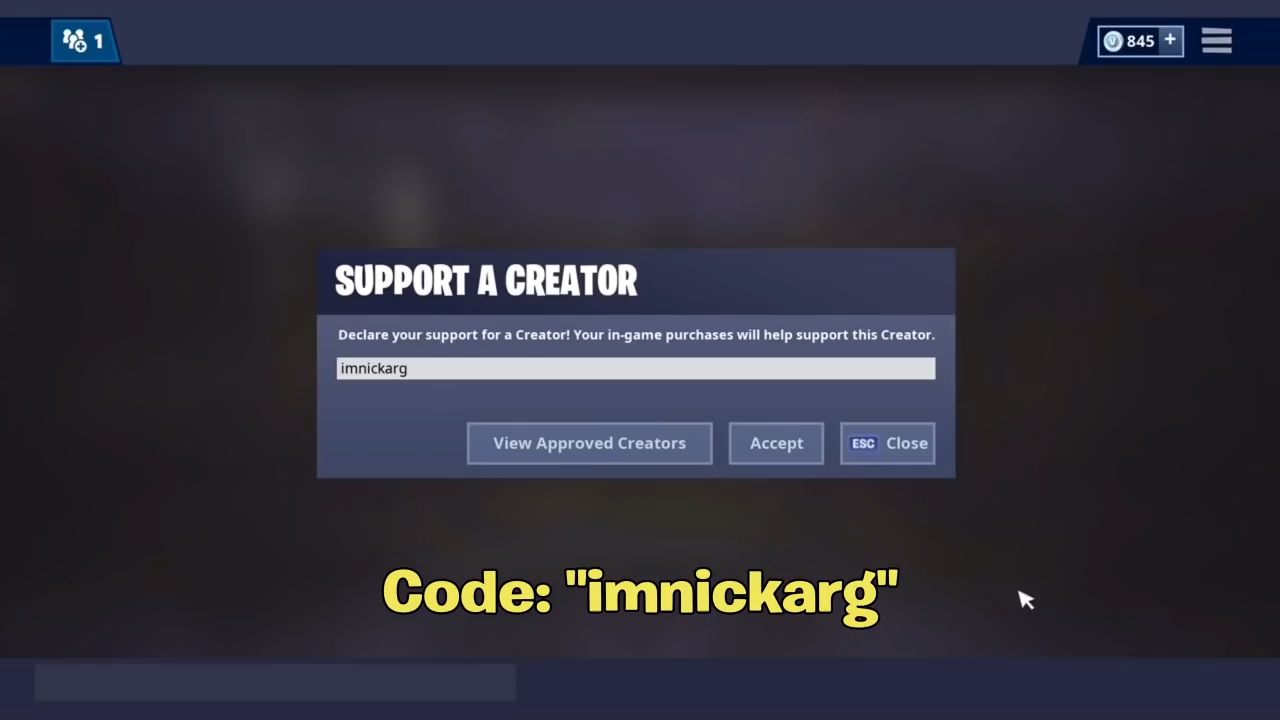 1
845 +
SUPPORT A CREATOR
Declare your support for a Creator! Your in-game purchases will help support this Creator.
imnickarg
View Approved Creators
Accept
ESC Close
Code: "imnickarg"